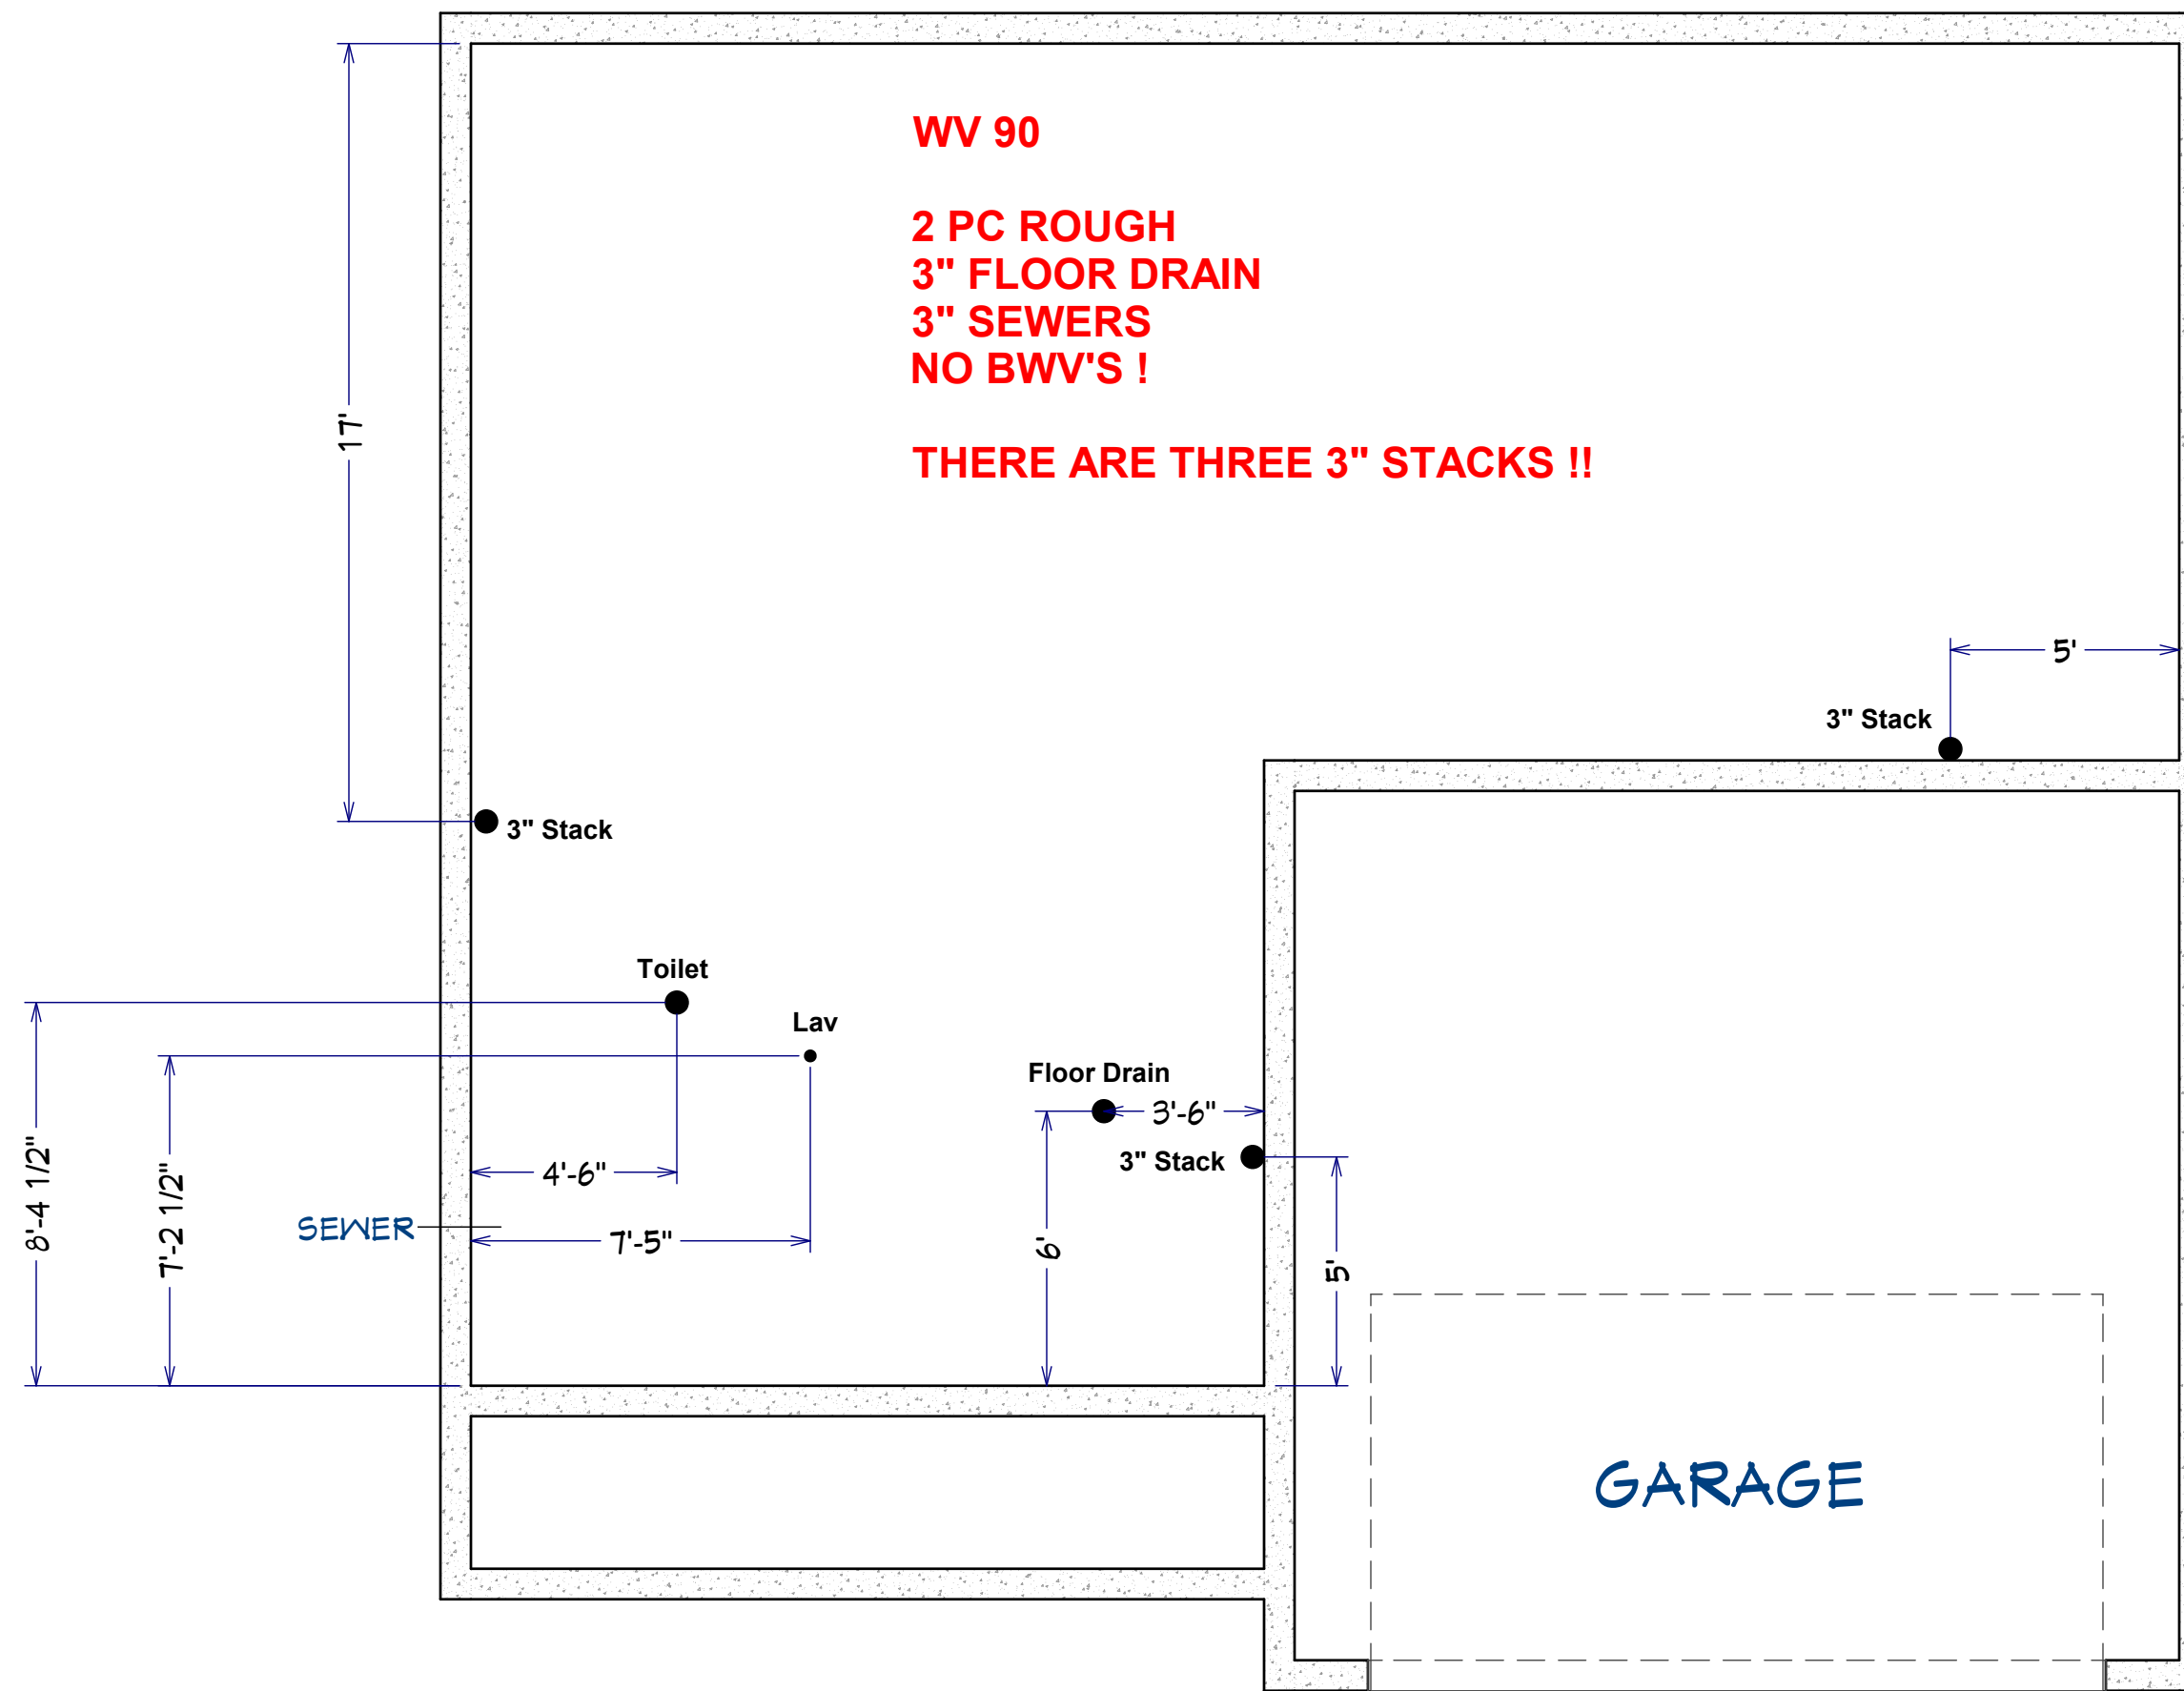 WV 90
2 PC ROUGH
3" FLOOR DRAIN
3" SEWERS
NO BWV'S !
THERE ARE THREE 3" STACKS !!
17'
5'
3" Stack
3" Stack
Toilet
Lav
Floor Drain
3'-6"
3" Stack
4'-6"
8'-4 1/2"
7'-2 1/2"
SEWER
7'-5"
6'
5'
GARAGE